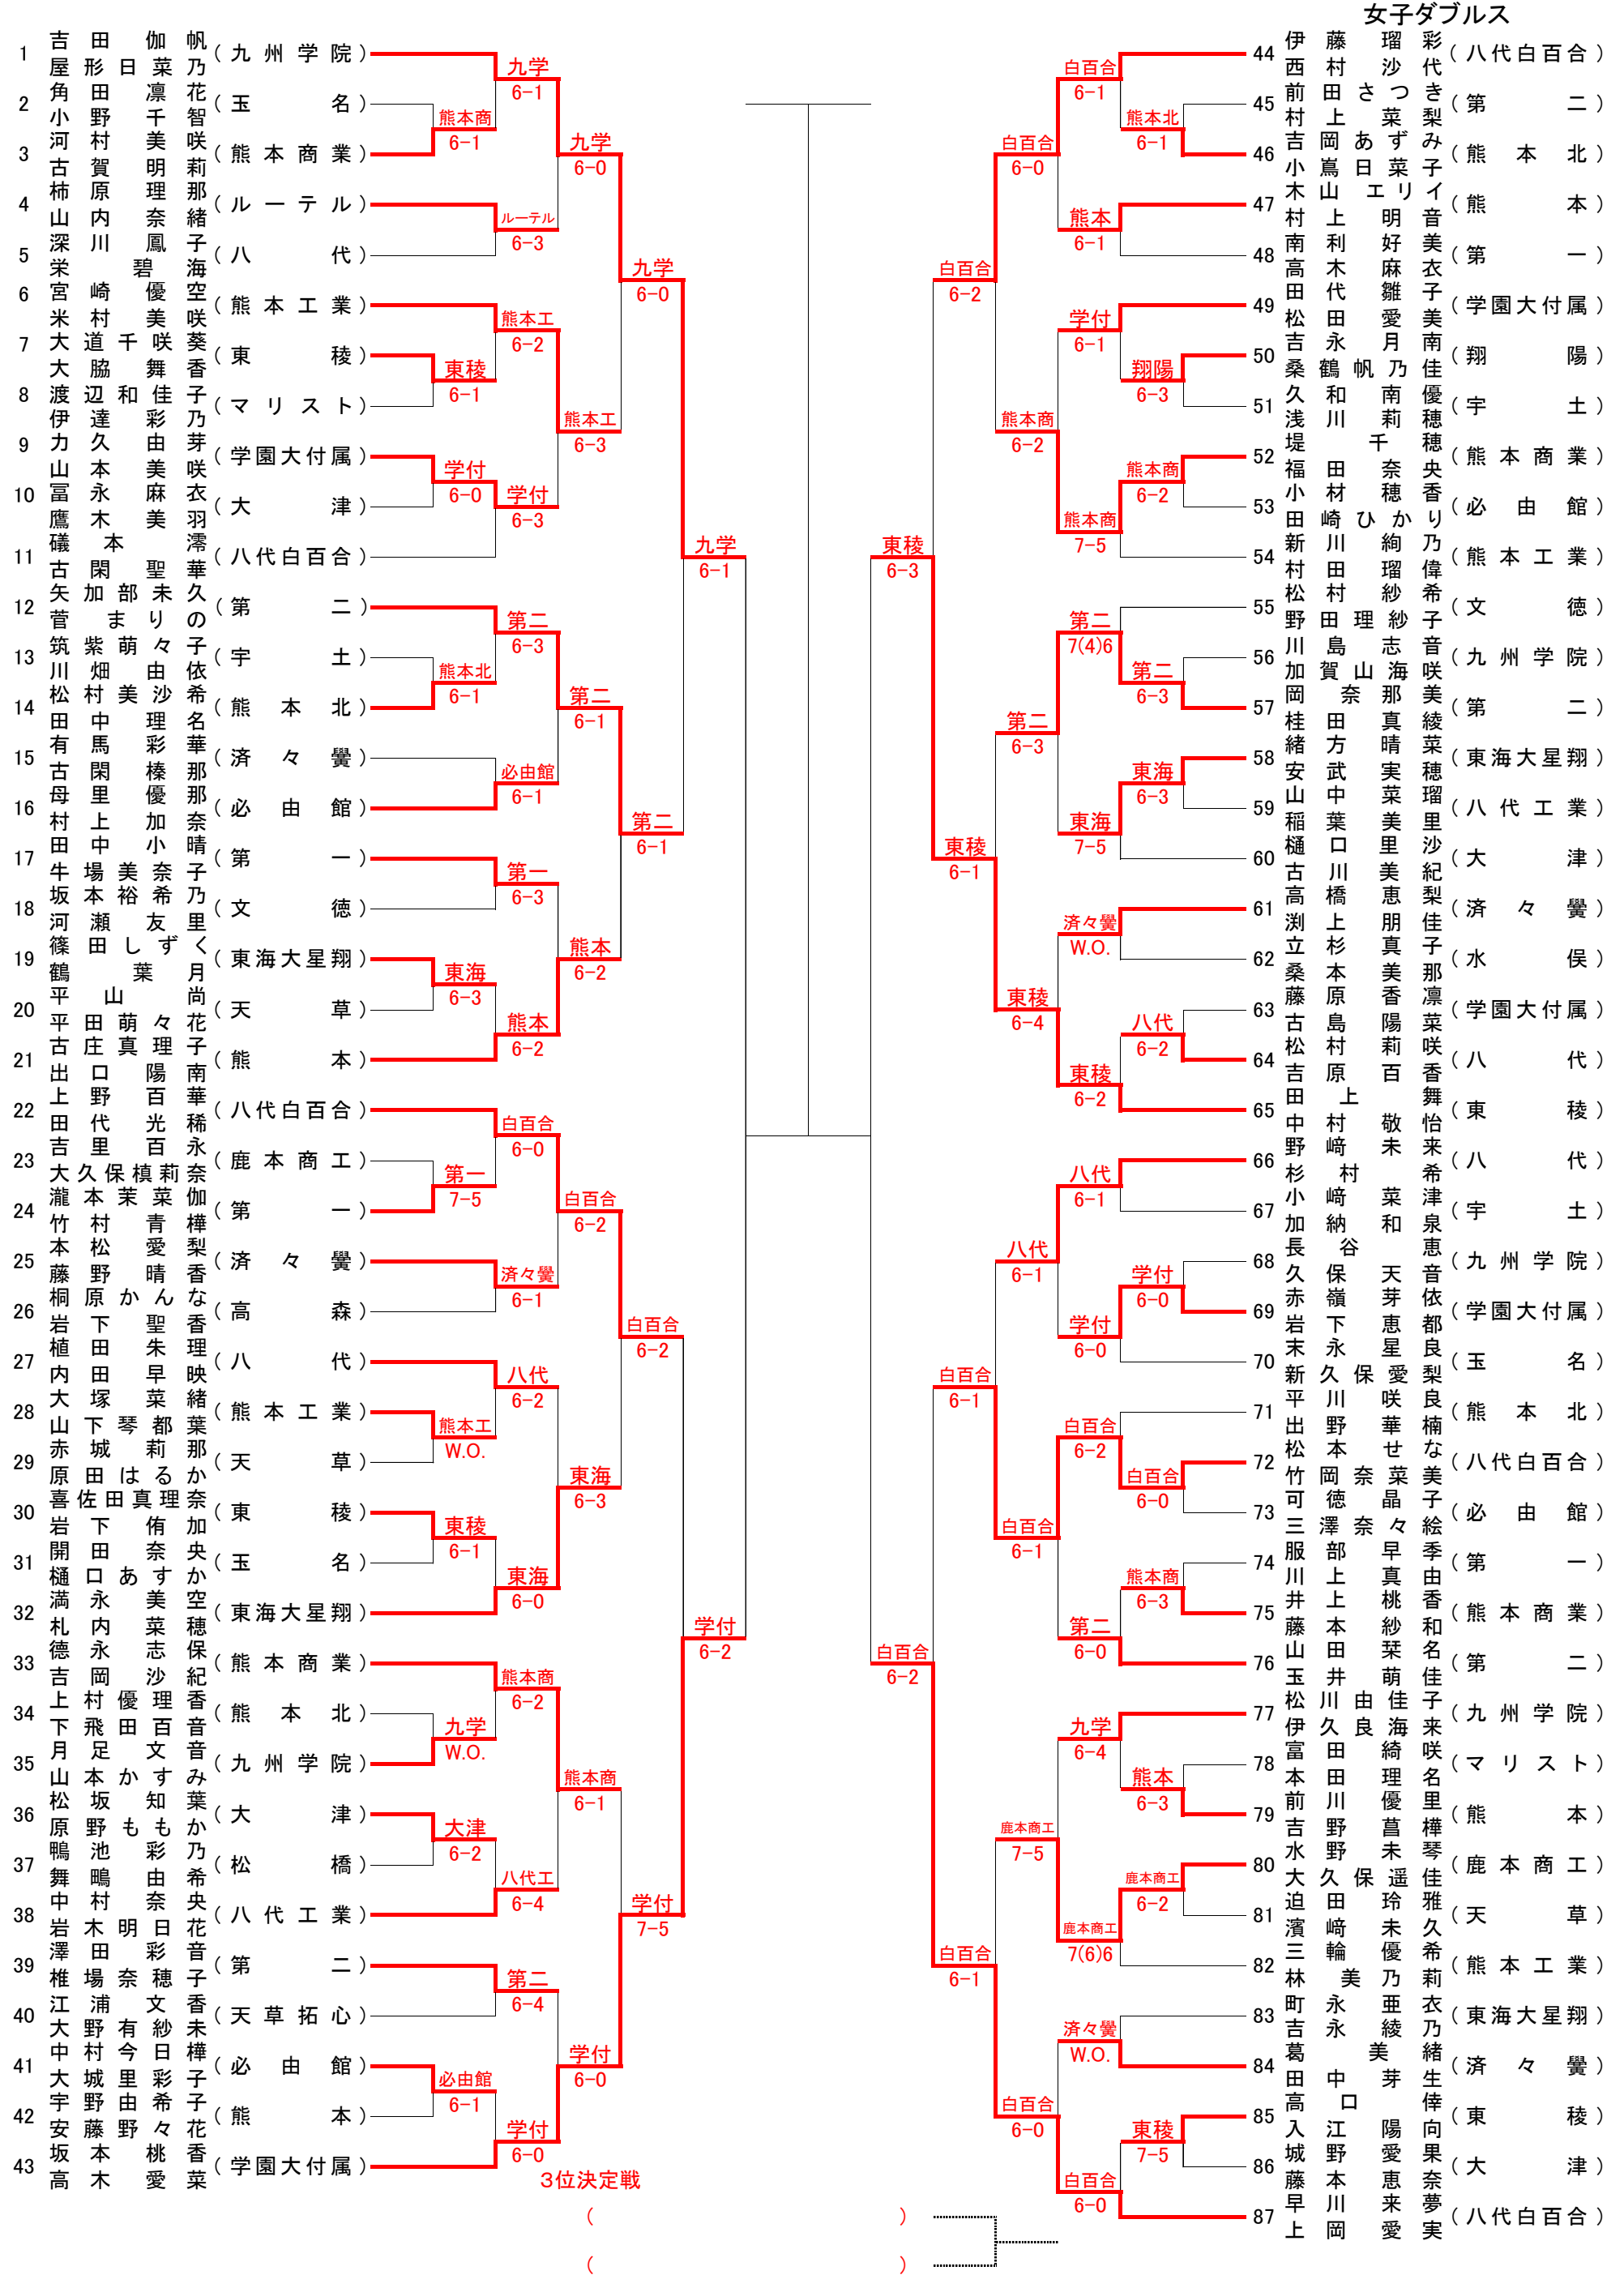 女子ダブルス
1 吉田伽帆 屋形日菜乃 (九州学院)
2 角田凛花 小野千智 (玉名)
3 河村美咲 古賀明莉 (熊本商業)
4 柿原理那 山内奈緒 (ルーテル)
5 深川鳳子 栄碧海 (八代)
6 宮崎優空 米村美咲 (熊本工業)
7 大道千咲葵 大脇舞香 (東稜)
8 渡辺和佳子 伊達彩乃 (マリスト)
9 力久由芽 山本美咲 (学園大付属)
10 冨永麻衣 鷹木美羽 (大津)
11 礒本澪 古閑聖華 (八代白百合)
12 矢加部未久 菅まりの (第二)
13 筑紫萌々子 川畑由依 (宇土)
14 松村美沙希 田中理名 (熊本北)
15 有馬彩華 古閑榛那 (済々黌)
16 母里優那 村上加奈 (必由館)
17 田中小晴 牛場美奈子 (第一)
18 坂本裕希乃 河瀬友里 (文徳)
19 篠田しずく 鶴葉月 (東海大星翔)
20 平山尚 平田萌々花 (天草)
21 古庄真理子 出口陽南 (熊本)
22 上野百華 田代光稀 (八代白百合)
23 吉里百永 大久保槙莉奈 (鹿本商工)
24 瀧本茉菜伽 竹村青樺 (第一)
25 本松愛梨 藤野晴香 (済々黌)
26 桐原かんな 岩下聖香 (高森)
27 植田朱理 内田早映 (八代)
28 大塚菜緒 山下琴都葉 (熊本工業)
29 赤城莉那 原田はるか (天草)
30 喜佐田真理奈 岩下侑加 (東稜)
31 開田奈央 樋口あすか (玉名)
32 満永美空 札内菜穂 (東海大星翔)
33 德永志保 吉岡沙紀 (熊本商業)
34 上村優理香 下飛田百音 (熊本北)
35 月足文音 山本かすみ (九州学院)
36 松坂知葉 原野ももか (大津)
37 鴨池彩乃 舞鴫由希 (松橋)
38 中村奈央 岩木明日花 (八代工業)
39 澤田彩音 椎場奈穂子 (第二)
40 江浦文香 大野有紗未 (天草拓心)
41 中村今日樺 大城里彩子 (必由館)
42 宇野由希子 安藤野々花 (熊本)
43 坂本桃香 高木愛菜 (学園大付属)
九学 6-1
熊本商 6-1
九学 6-0
ルーテル 6-3
九学 6-0
熊本工 6-2
東稜 6-1
熊本工 6-3
学付 6-0
学付 6-3
九学 6-1
第二 6-3
熊本北 6-1
第二 6-1
必由館 6-1
第二 6-1
第一 6-3
熊本 6-2
東海 6-3
熊本 6-2
白百合 6-0
第一 7-5
白百合 6-2
済々黌 6-1
白百合 6-2
八代 6-2
熊本工 W.O.
東海 6-3
東稜 6-1
東海 6-0
学付 6-2
熊本商 6-2
九学 W.O.
熊本商 6-1
大津 6-2
八代工 6-4
学付 7-5
第二 6-4
学付 6-0
必由館 6-1
学付 6-0
44 伊藤瑠彩 西村沙代 (八代白百合)
45 前田さつき 村上菜梨 (第二)
46 吉岡あずみ 小嶌日菜子 (熊本北)
47 木山エリイ 村上明音 (熊本)
48 南利好美 高木麻衣 (第一)
49 田代雛子 松田愛美 (学園大付属)
50 吉永月南 桑鶴帆乃佳 (翔陽)
51 久和南優 浅川莉穂 (宇土)
52 堤千穂 福田奈央 (熊本商業)
53 小材穂香 田崎ひかり (必由館)
54 新川絢乃 村田瑠偉 (熊本工業)
55 松村紗希 野田理紗子 (文徳)
56 川島志音 加賀山海咲 (九州学院)
57 岡奈那美 桂田真綾 (第二)
58 緒方晴菜 安武実穂 (東海大星翔)
59 山中菜瑠 稲葉美里 (八代工業)
60 樋口里沙 古川美紀 (大津)
61 高橋恵梨 渕上朋佳 (済々黌)
62 立杉真子 桑本美那 (水俣)
63 藤原香凛 古島陽菜 (学園大付属)
64 松村莉咲 吉原百香 (八代)
65 田上舞 中村敬怡 (東稜)
66 野﨑未来 杉村希 (八代)
67 小﨑菜津 加納和泉 (宇土)
68 長谷恵 久保天音 (九州学院)
69 赤嶺芽依 岩下恵都 (学園大付属)
70 末永星良 新久保愛梨 (玉名)
71 平川咲良 出野華楠 (熊本北)
72 松本せな 竹岡奈菜美 (八代白百合)
73 可徳晶子 三澤奈々絵 (必由館)
74 服部早季 川上真由 (第一)
75 井上桃香 藤本紗和 (熊本商業)
76 山田栞名 玉井萌佳 (第二)
77 松川由佳子 伊久良海来 (九州学院)
78 富田綺咲 本田理名 (マリスト)
79 前川優里 吉野菖樺 (熊本)
80 水野未琴 大久保遥佳 (鹿本商工)
81 迫田玲雅 濱﨑未久 (天草)
82 三輪優希 林美乃莉 (熊本工業)
83 町永亜衣 吉永綾乃 (東海大星翔)
84 葛美緒 田中芽生 (済々黌)
85 高口倖 入江陽向 (東稜)
86 城野愛果 藤本恵奈 (大津)
87 早川来夢 上岡愛実 (八代白百合)
白百合 6-1
熊本北 6-1
白百合 6-0
熊本 6-1
白百合 6-2
学付 6-1
翔陽 6-3
熊本商 6-2
熊本商 6-2
熊本商 7-5
東稜 6-3
第二 7(4)6
第二 6-3
第二 6-3
東海 6-3
東海 7-5
東稜 6-1
済々黌 W.O.
東稜 6-4
八代 6-2
東稜 6-2
八代 6-1
八代 6-1
学付 6-0
学付 6-0
白百合 6-1
白百合 6-2
白百合 6-0
白百合 6-1
熊本商 6-3
第二 6-0
白百合 6-2
九学 6-4
熊本 6-3
鹿本商工 7-5
鹿本商工 6-2
鹿本商工 7(6)6
白百合 6-1
済々黌 W.O.
白百合 6-0
東稜 7-5
白百合 6-0
3位決定戦
( )
( )